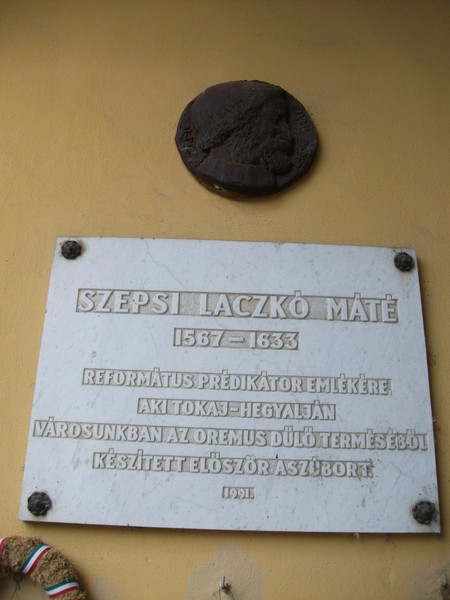 SZEPSI LACZKÓ MÁTÉ
1567-1633
REFORMÁTUS PRÉDIKÁTOR EMLÉKÉRE,
AKI TOKAJ-HEGYALJÁN
VÁROSUNKBAN, AZ OREMUS DŰLŐ TERMÉSÉBŐL
KÉSZÍTETT ELŐSZÖR ASZÚBORT.
1991.